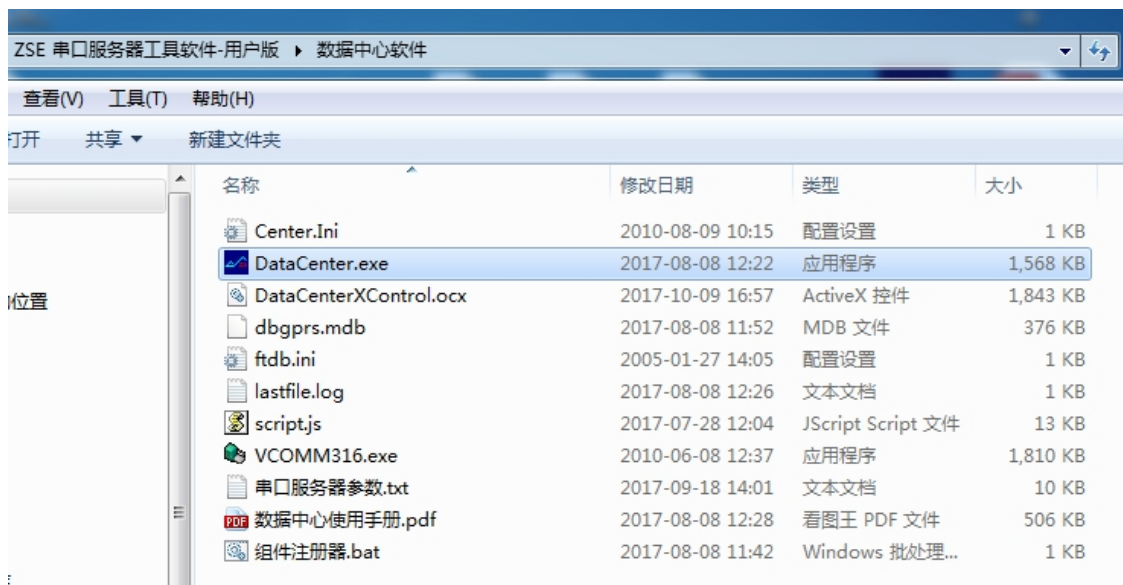 ZSE 串口服务器工具软件-用户版 ▸ 数据中心软件
查看(V) 工具(T) 帮助(H)
打开 共享 新建文件夹
名称 修改日期 类型 大小
Center.Ini 2010-08-09 10:15 配置设置 1 KB
DataCenter.exe 2017-08-08 12:22 应用程序 1,568 KB
DataCenterXControl.ocx 2017-10-09 16:57 ActiveX 控件 1,843 KB
位置
dbgprs.mdb 2017-08-08 11:52 MDB 文件 376 KB
ftdb.ini 2005-01-27 14:05 配置设置 1 KB
lastfile.log 2017-08-08 12:26 文本文档 1 KB
script.js 2017-07-28 12:04 JScript Script 文件 13 KB
VCOMM316.exe 2010-06-08 12:37 应用程序 1,810 KB
串口服务器参数.txt 2017-09-18 14:01 文本文档 10 KB
PDF 数据中心使用手册.pdf 2017-08-08 12:28 看图王 PDF 文件 506 KB
组件注册器.bat 2017-08-08 11:42 Windows 批处理... 1 KB